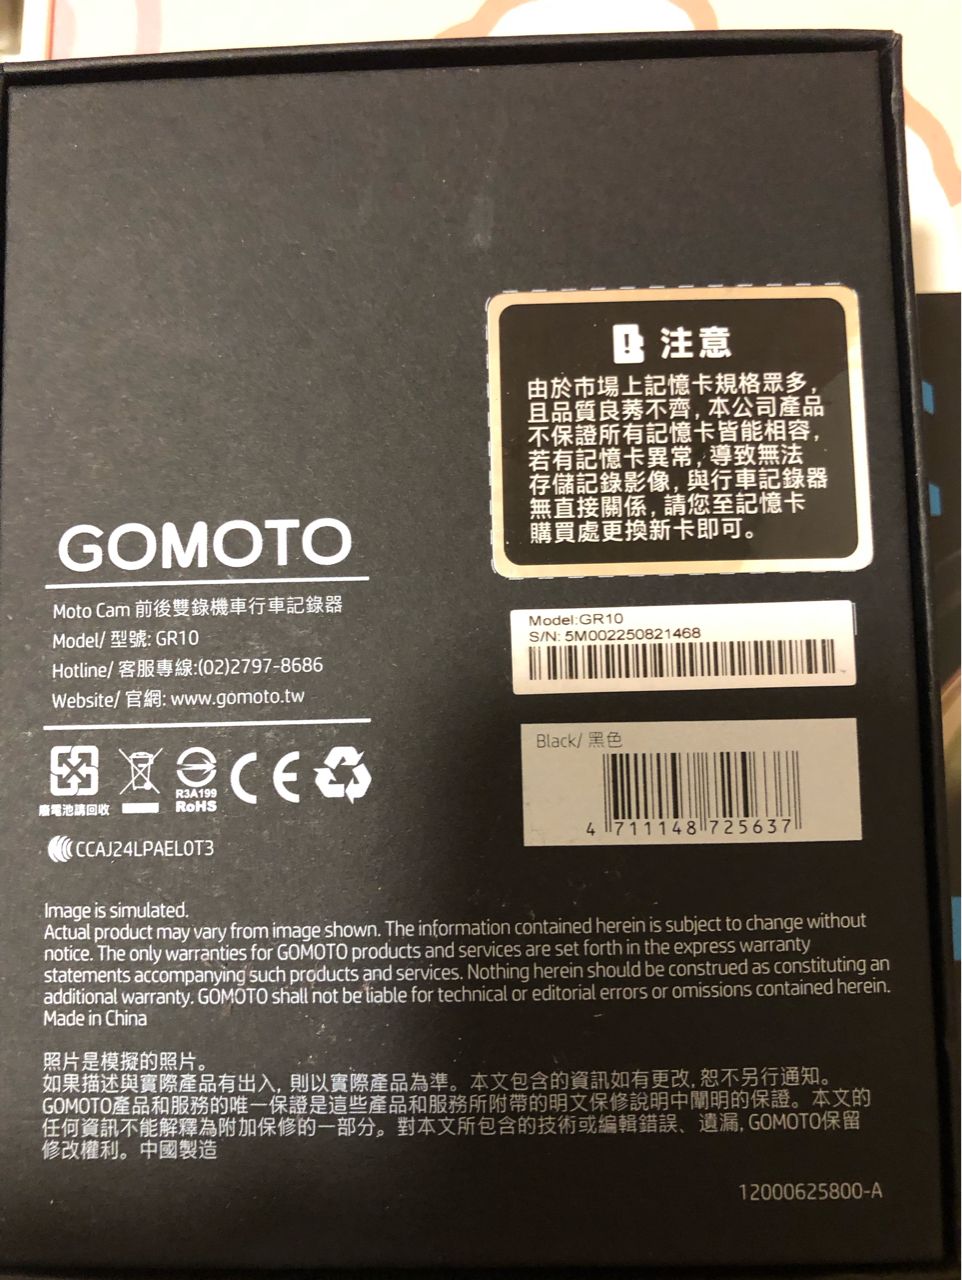 注意
由於市場上記憶卡規格眾多,
且品質良莠不齊, 本公司產品
不保證所有記憶卡皆能相容,
若有記憶卡異常, 導致無法
存儲記錄影像, 與行車記錄器
無直接關係, 請您至記憶卡
購買處更換新卡即可。
GOMOTO
Moto Cam 前後雙錄機車行車記錄器
Model/ 型號: GR10
Hotline/ 客服專線:(02)2797-8686
Website/ 官網: www.gomoto.tw
Model:GR10
S/N: 5M002250821468
Black/ 黑色
4 711148 725637
廢電池請回收
R3A199
RoHS
CE
CCAJ24LPAEL0T3
Image is simulated.
Actual product may vary from image shown. The information contained herein is subject to change without
notice. The only warranties for GOMOTO products and services are set forth in the express warranty
statements accompanying such products and services. Nothing herein should be construed as constituting an
additional warranty. GOMOTO shall not be liable for technical or editorial errors or omissions contained herein.
Made in China
照片是模擬的照片。
如果描述與實際產品有出入, 則以實際產品為準。本文包含的資訊如有更改, 恕不另行通知。
GOMOTO產品和服務的唯一保證是這些產品和服務所附帶的明文保修說明中闡明的保證。本文的
任何資訊不能解釋為附加保修的一部分。對本文所包含的技術或編輯錯誤、遺漏, GOMOTO保留
修改權利。中國製造
12000625800-A